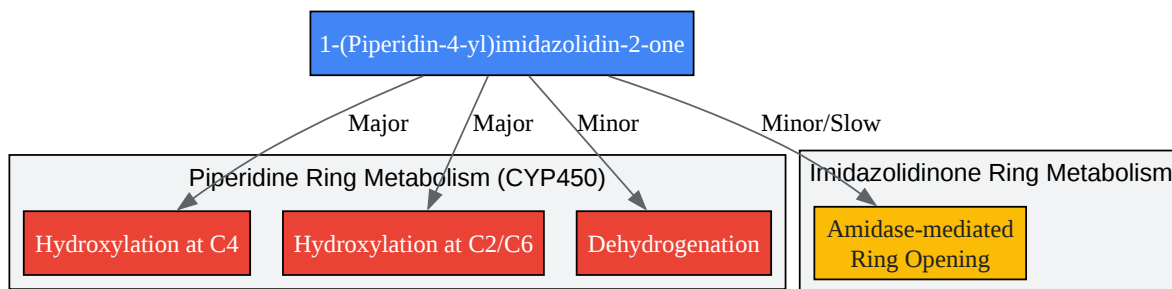 1-(Piperidin-4-yl)imidazolidin-2-one
Major
Major
Minor
Minor/Slow
Piperidine Ring Metabolism (CYP450)
Imidazolidinone Ring Metabolism
Hydroxylation at C4
Hydroxylation at C2/C6
Dehydrogenation
Amidase-mediated
Ring Opening